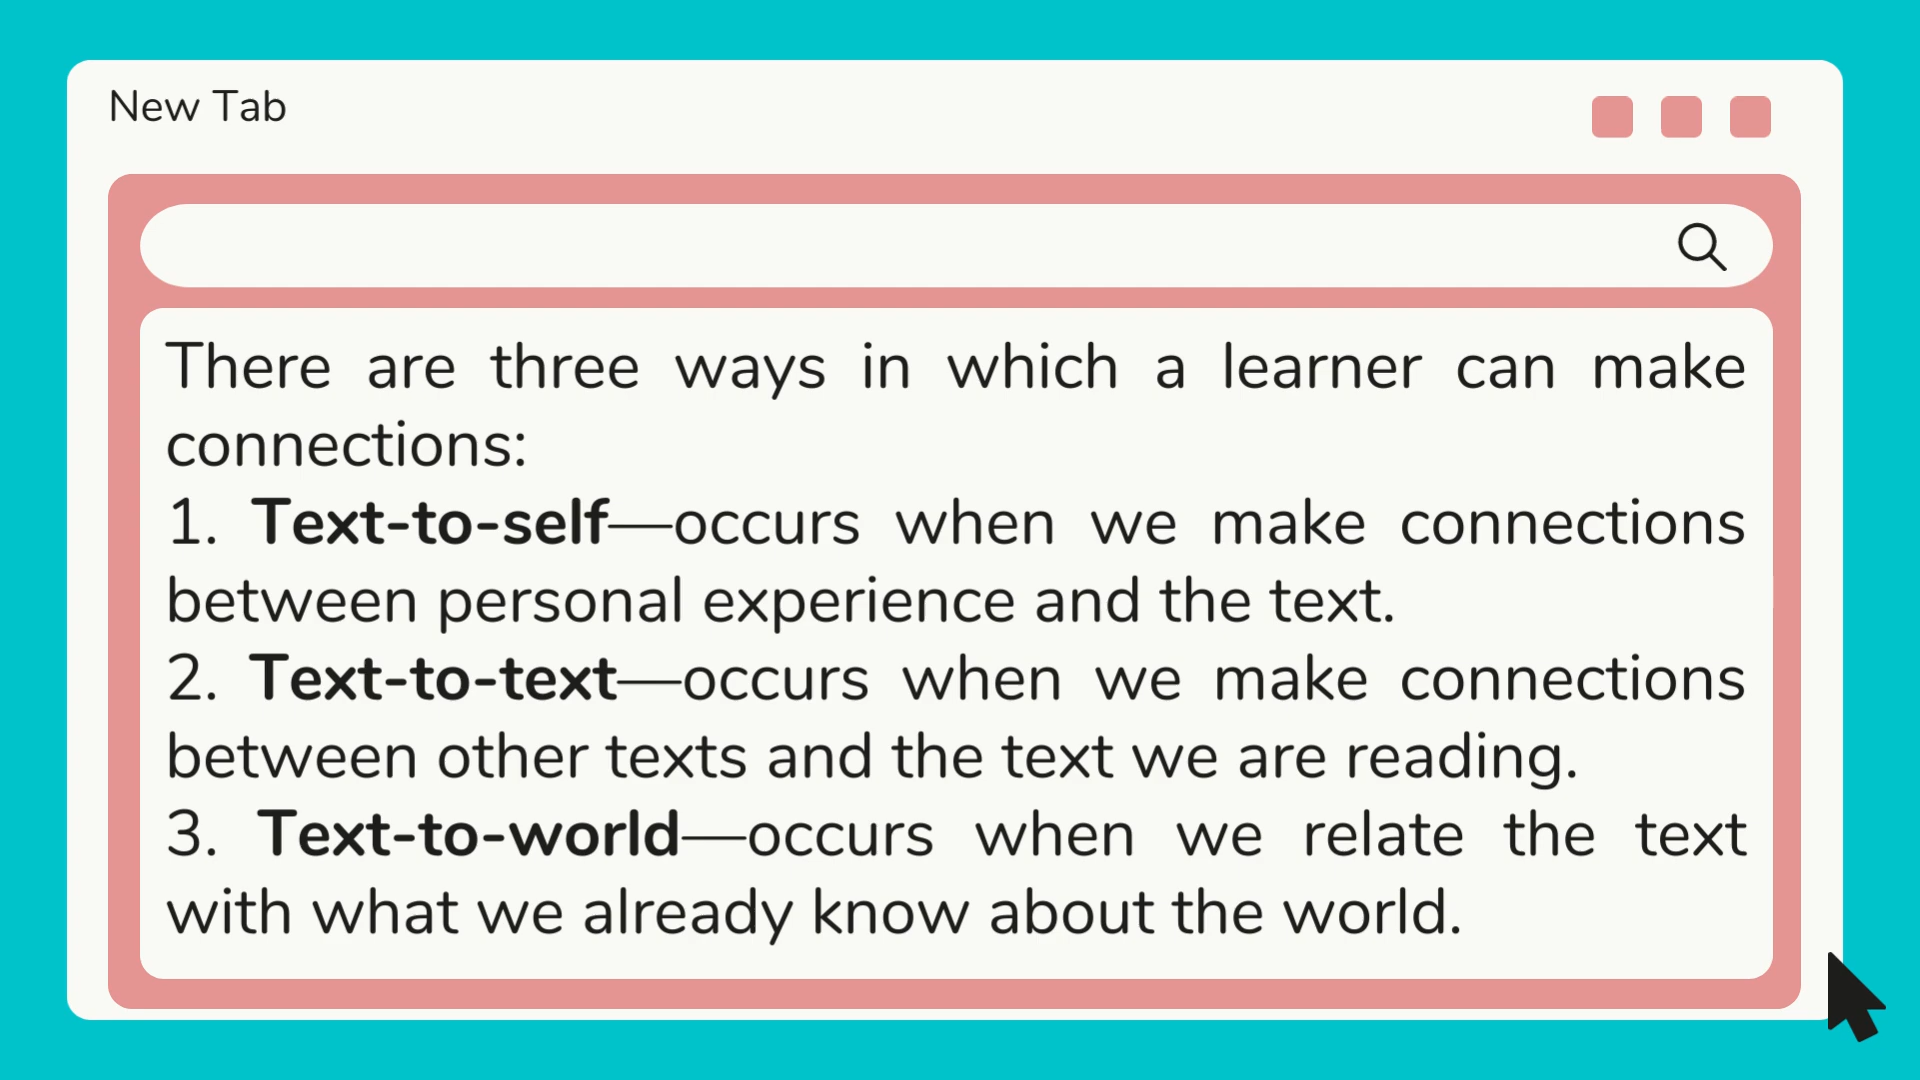 New Tab
There are three ways in which a learner can make
connections:
1. Text-to-self—occurs when we make connections
between personal experience and the text.
2. Text-to-text—occurs when we make connections
between other texts and the text we are reading.
3. Text-to-world—occurs when we relate the text
with what we already know about the world.